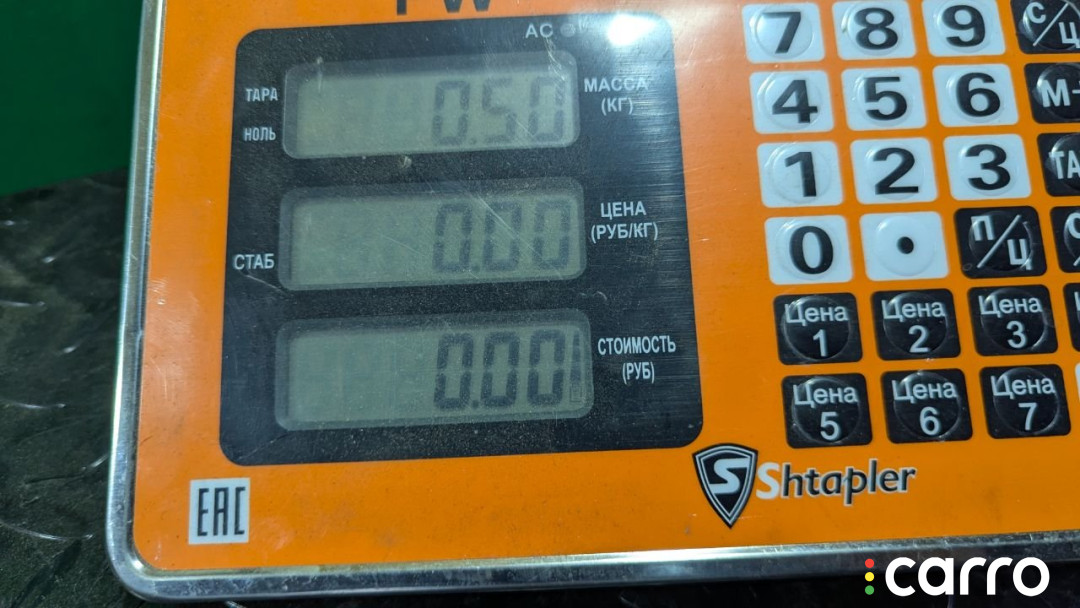 AC
ТАРА
НОЛЬ
0.50
МАССА
(КГ)
СТАБ
0.00
ЦЕНА
(РУБ/КГ)
0.00
СТОИМОСТЬ
(РУБ)
7 8 9 С/Ц
4 5 6 М-
1 2 3 ТА
0 . П/Ц
Цена 1
Цена 2
Цена 3
Цена 5
Цена 6
Цена 7
EAC
S Shtapler
carro